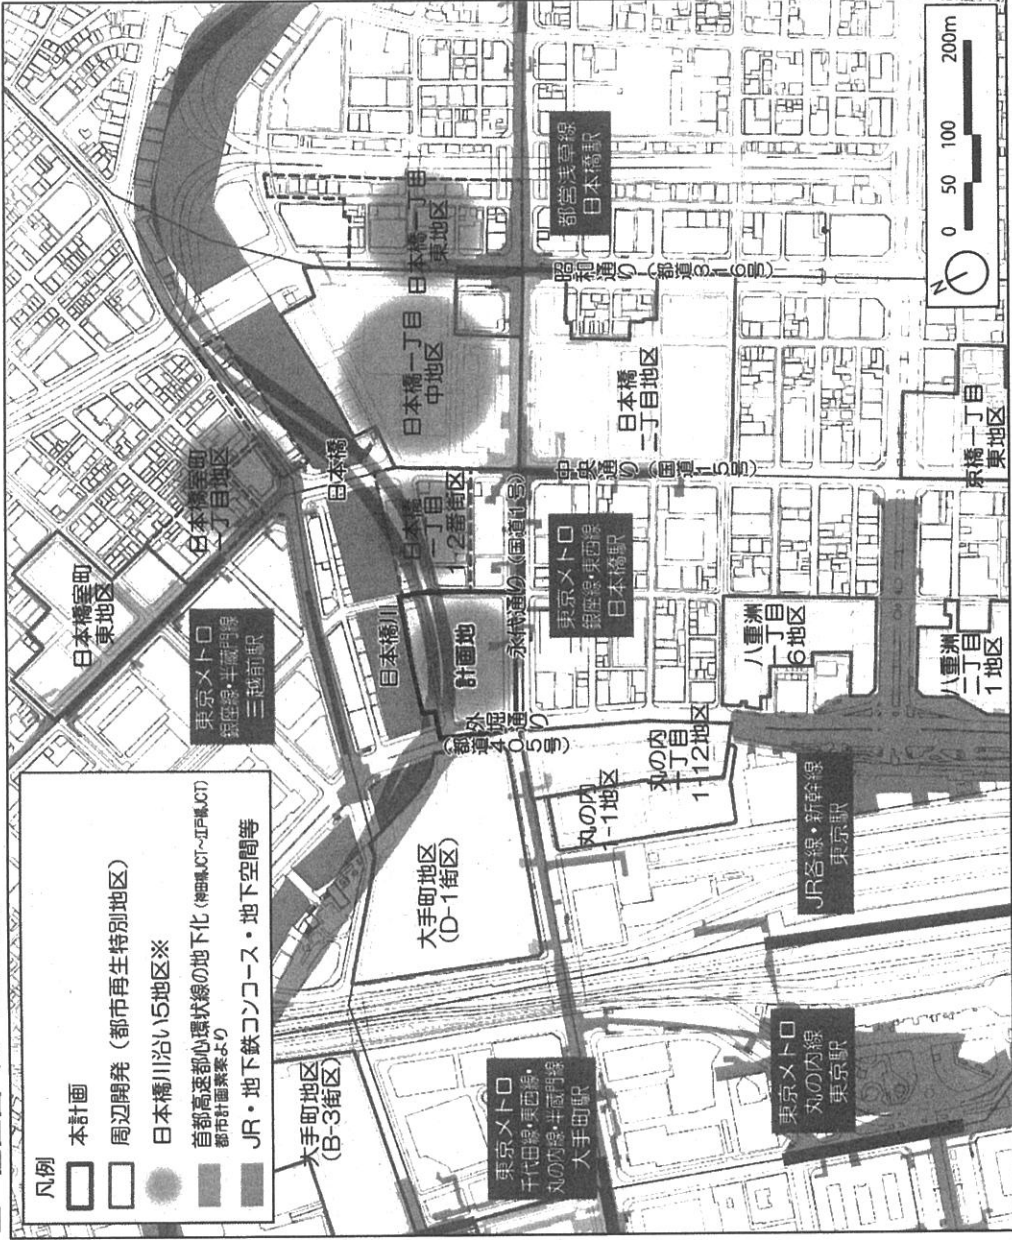 凡例
本計画
周辺開発（都市再生特別地区）
日本橋川沿い5地区※
首都高速都心環状線の地下化（神田橋JCT〜江戸橋JCT）
都市計画素案より
JR・地下鉄コンコース・地下空間等
日本橋室町
東地区
日本橋室町
一丁目地区
東京メトロ
銀座線・半蔵門線
三越前駅
日本橋
日本橋川
日本橋一丁目
中地区
日本橋一丁目
東地区
日本橋
一丁目
1・2番街区
計画地
外堀通り
（都道405号）
永代通り（国道1号）
都営浅草線
日本橋駅
昭和通り（都道316号）
中央通り（国道15号）
日本橋
二丁目地区
東京メトロ
銀座線・東西線
日本橋駅
大手町地区
（D-1街区）
大手町地区
（B-3街区）
丸の内
1-1地区
丸の内
一丁目
1-12地区
八重洲
一丁目
6地区
八重洲
二丁目
1地区
京橋一丁目
東地区
JR各線・新幹線
東京駅
東京メトロ
千代田線・東西線・
丸の内線・半蔵門線
大手町駅
東京メトロ
丸の内線
東京駅
N
0 50 100 200m